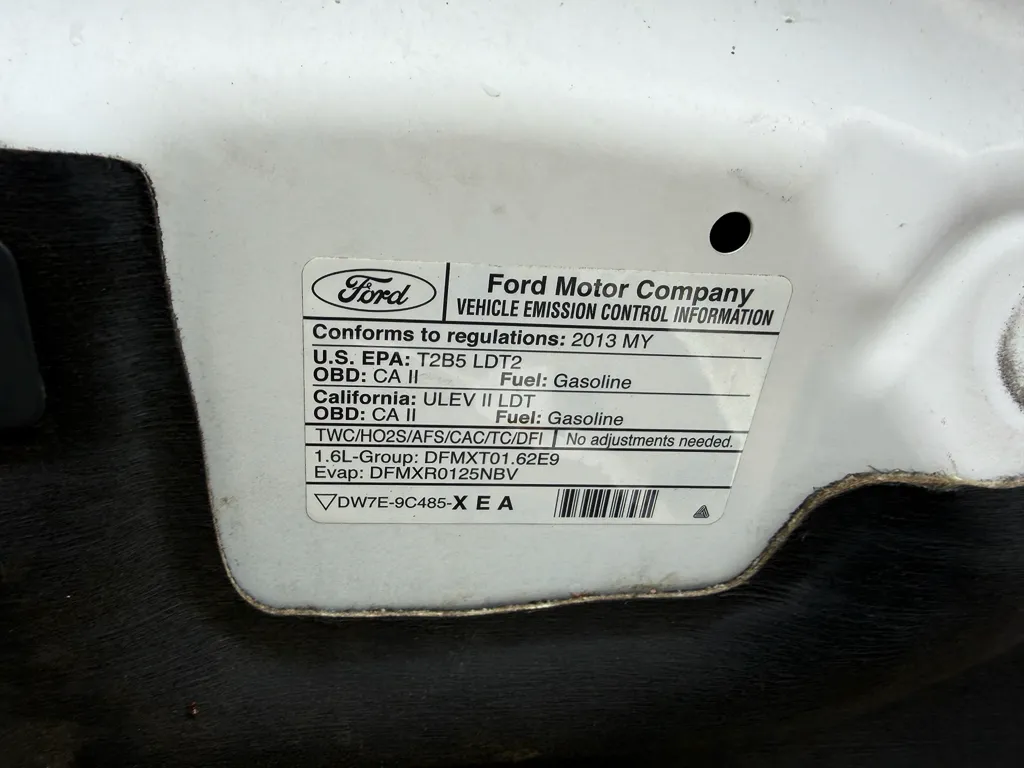 Ford
Ford Motor Company
VEHICLE EMISSION CONTROL INFORMATION
Conforms to regulations: 2013 MY
U.S. EPA: T2B5 LDT2
OBD: CA II Fuel: Gasoline
California: ULEV II LDT
OBD: CA II Fuel: Gasoline
TWC/HO2S/AFS/CAC/TC/DFI No adjustments needed.
1.6L-Group: DFMXT01.62E9
Evap: DFMXR0125NBV
DW7E-9C485-X E A